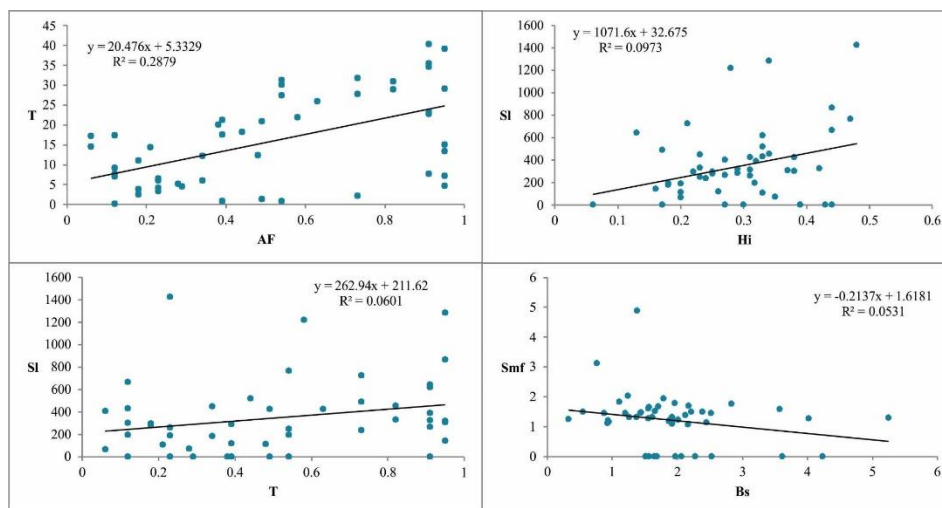 y = 20.476x + 5.3329
R² = 0.2879
T
45
40
35
30
25
20
15
10
5
0
0 0.2 0.4 0.6 0.8 1
AF
y = 1071.6x + 32.675
R² = 0.0973
Sl
1600
1400
1200
1000
800
600
400
200
0
0 0.1 0.2 0.3 0.4 0.5 0.6
Hi
y = 262.94x + 211.62
R² = 0.0601
Sl
1600
1400
1200
1000
800
600
400
200
0
0 0.2 0.4 0.6 0.8 1
T
y = -0.2137x + 1.6181
R² = 0.0531
Smf
6
5
4
3
2
1
0
0 1 2 3 4 5 6
Bs